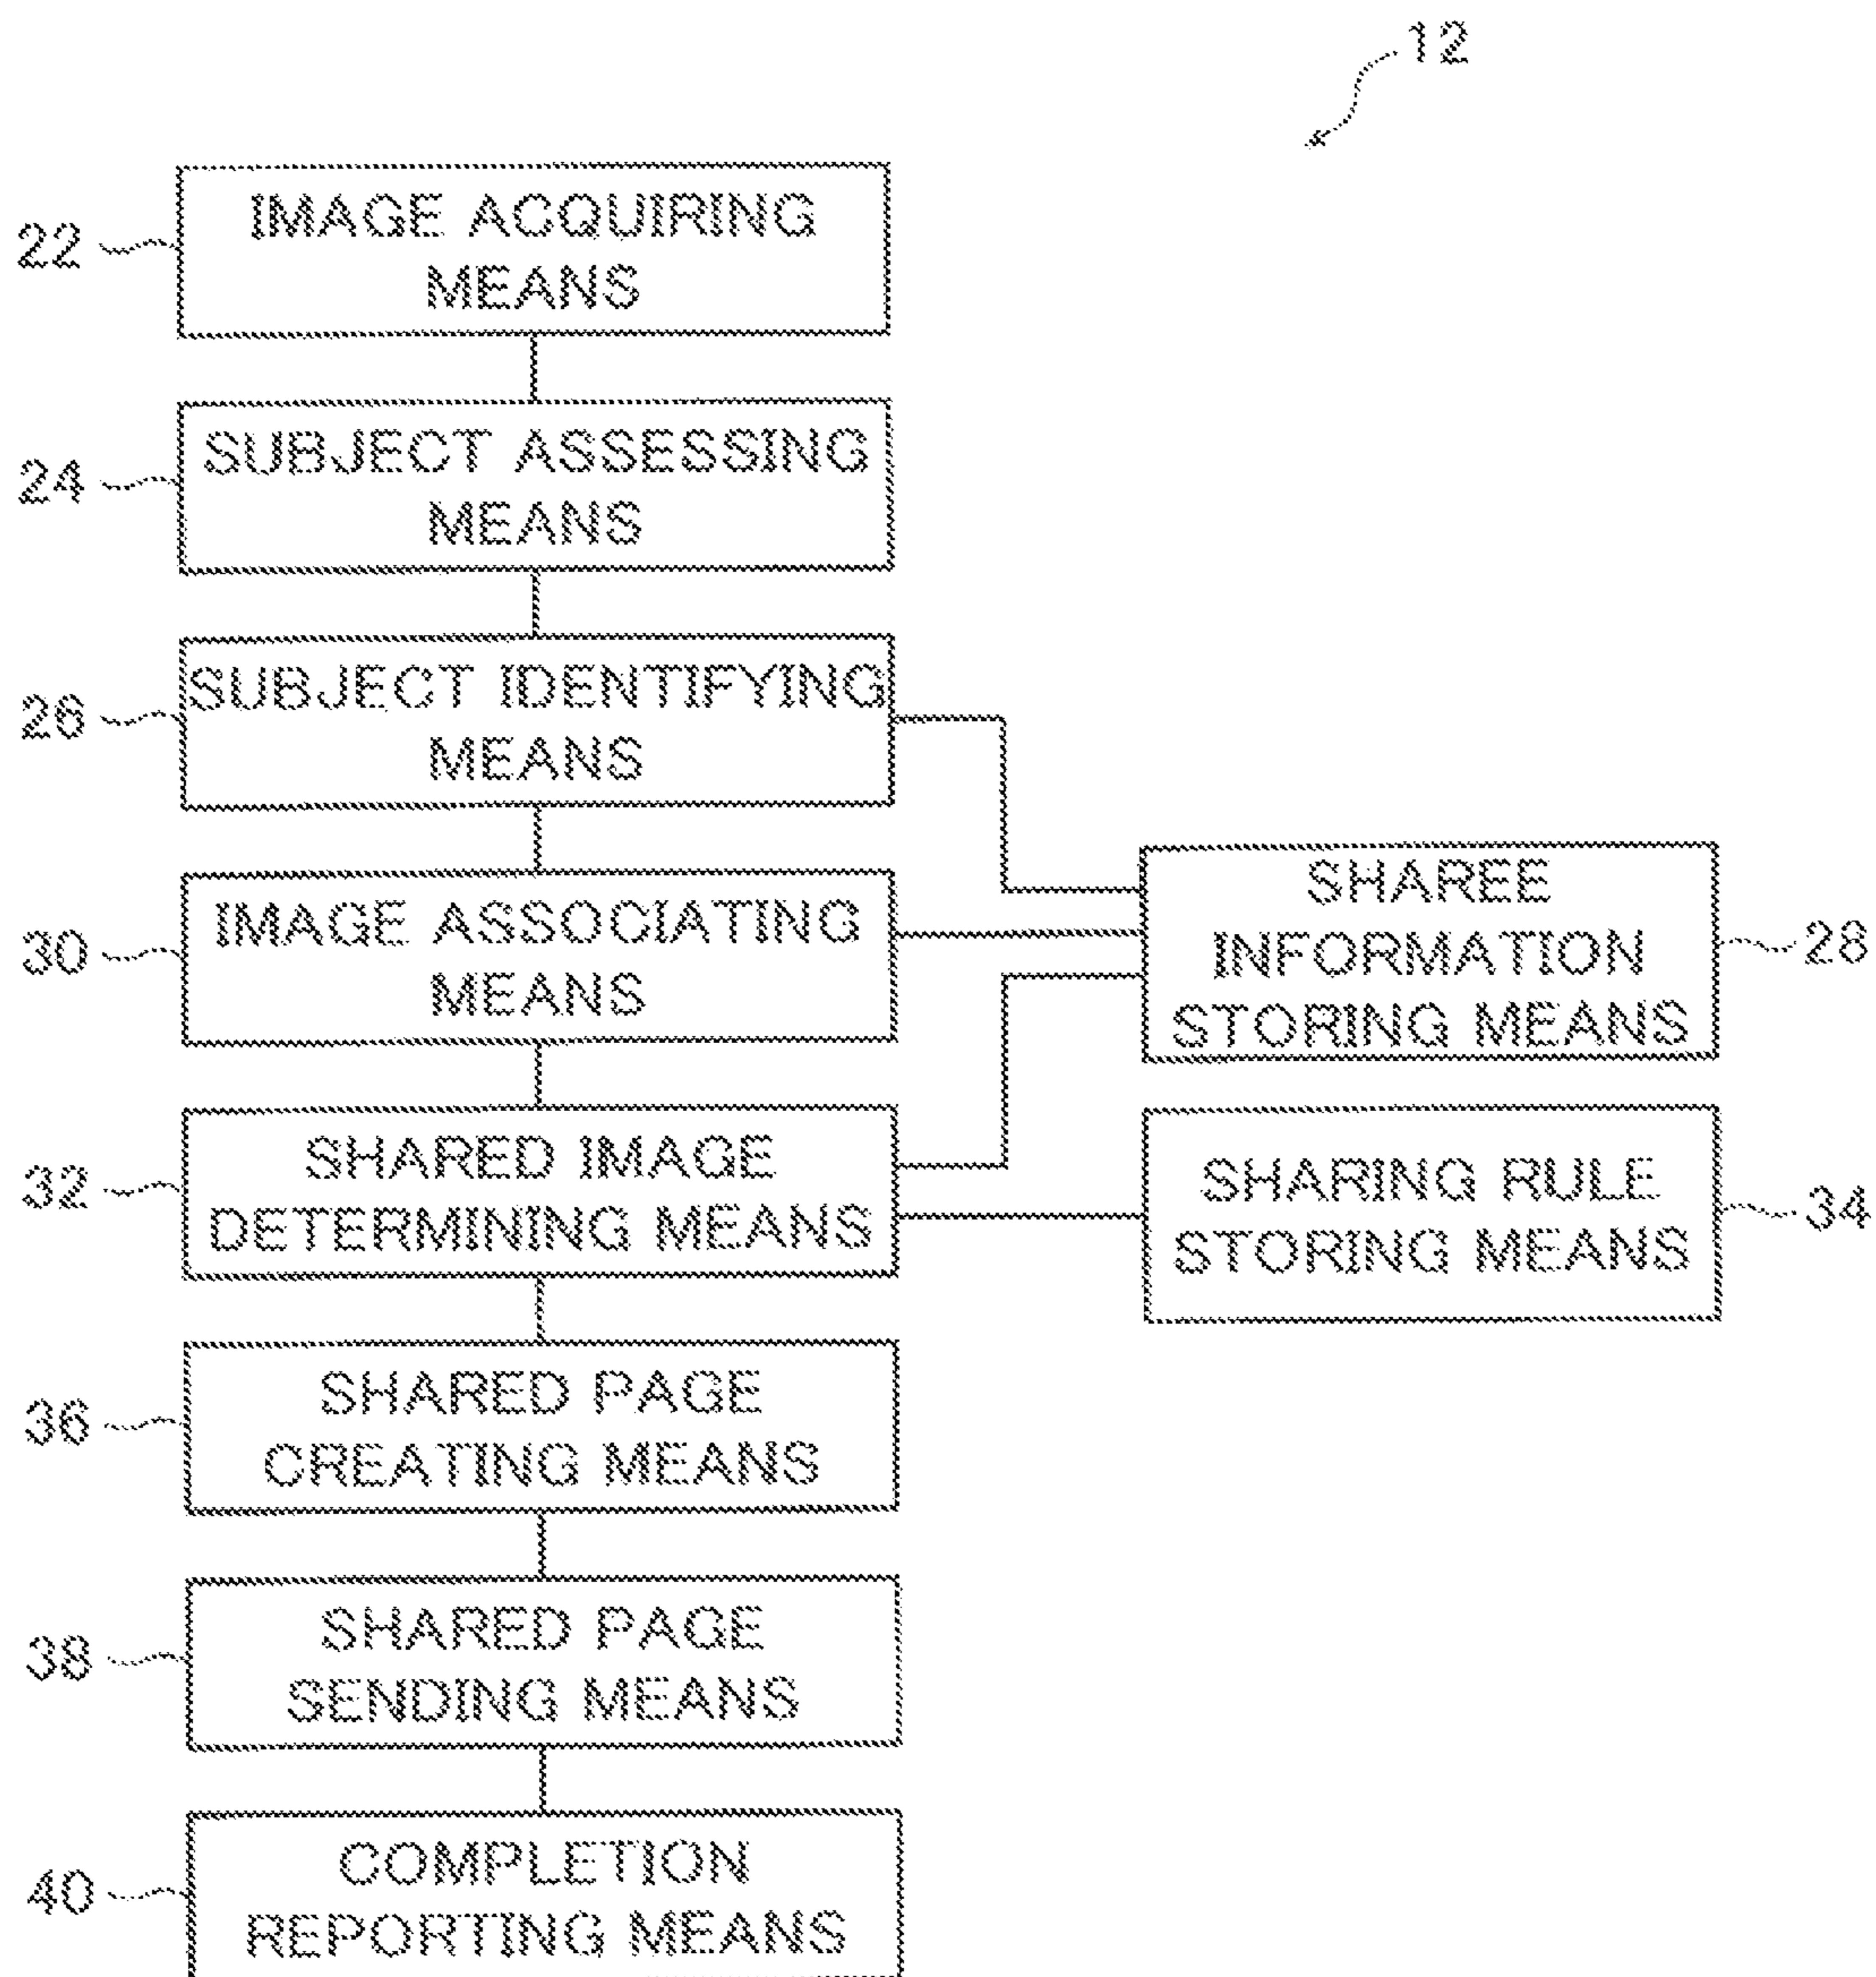 12
22
IMAGE ACQUIRING
MEANS
24
SUBJECT ASSESSING
MEANS
26
SUBJECT IDENTIFYING
MEANS
30
IMAGE ASSOCIATING
MEANS
SHAREE
INFORMATION
STORING MEANS
28
32
SHARED IMAGE
DETERMINING MEANS
SHARING RULE
STORING MEANS
34
36
SHARED PAGE
CREATING MEANS
38
SHARED PAGE
SENDING MEANS
40
COMPLETION
REPORTING MEANS